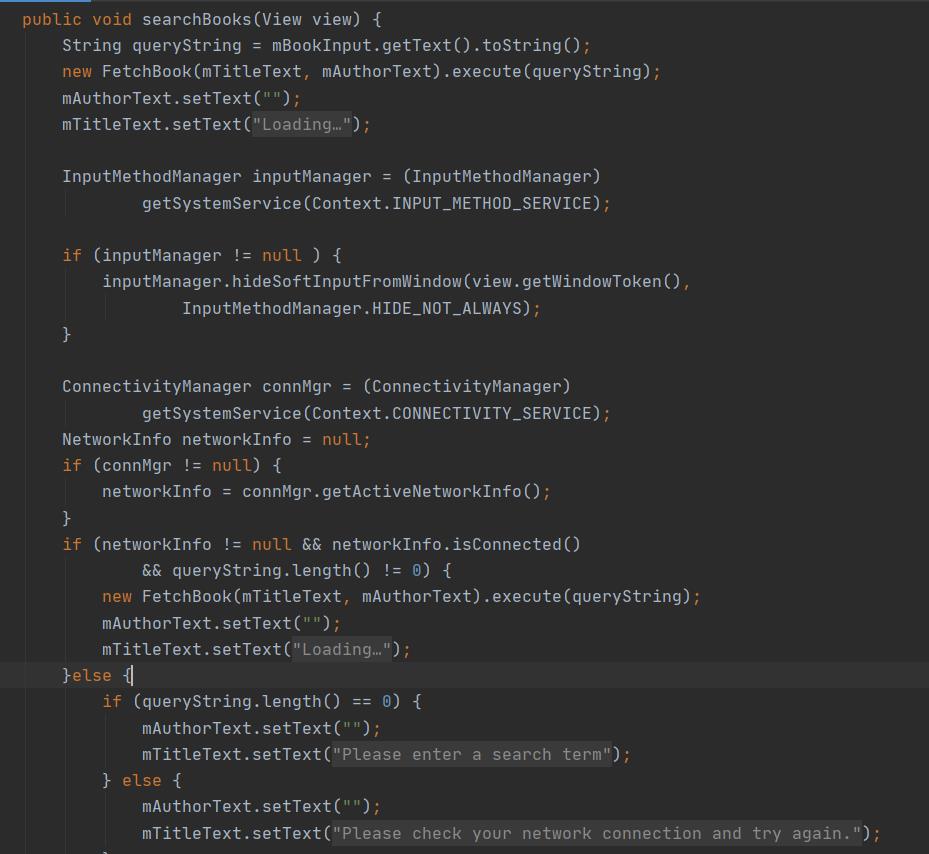 public void searchBooks(View view) {
    String queryString = mBookInput.getText().toString();
    new FetchBook(mTitleText, mAuthorText).execute(queryString);
    mAuthorText.setText("");
    mTitleText.setText("Loading…");

    InputMethodManager inputManager = (InputMethodManager)
            getSystemService(Context.INPUT_METHOD_SERVICE);

    if (inputManager != null ) {
        inputManager.hideSoftInputFromWindow(view.getWindowToken(),
                InputMethodManager.HIDE_NOT_ALWAYS);
    }

    ConnectivityManager connMgr = (ConnectivityManager)
            getSystemService(Context.CONNECTIVITY_SERVICE);
    NetworkInfo networkInfo = null;
    if (connMgr != null) {
        networkInfo = connMgr.getActiveNetworkInfo();
    }
    if (networkInfo != null && networkInfo.isConnected()
            && queryString.length() != 0) {
        new FetchBook(mTitleText, mAuthorText).execute(queryString);
        mAuthorText.setText("");
        mTitleText.setText("Loading…");
    }else {
        if (queryString.length() == 0) {
            mAuthorText.setText("");
            mTitleText.setText("Please enter a search term");
        } else {
            mAuthorText.setText("");
            mTitleText.setText("Please check your network connection and try again.");
        }